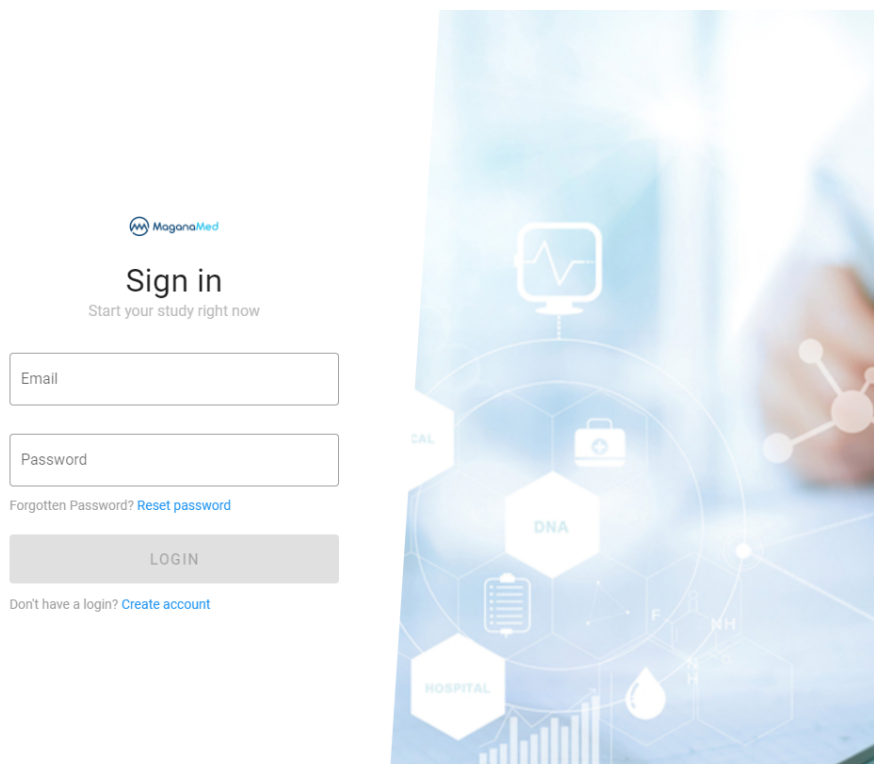 MaganaMed
Sign in
Start your study right now
Email
Password
Forgotten Password? Reset password
LOGIN
Don't have a login? Create account
CAL
DNA
F
O
NH
O
N
H
HOSPITAL